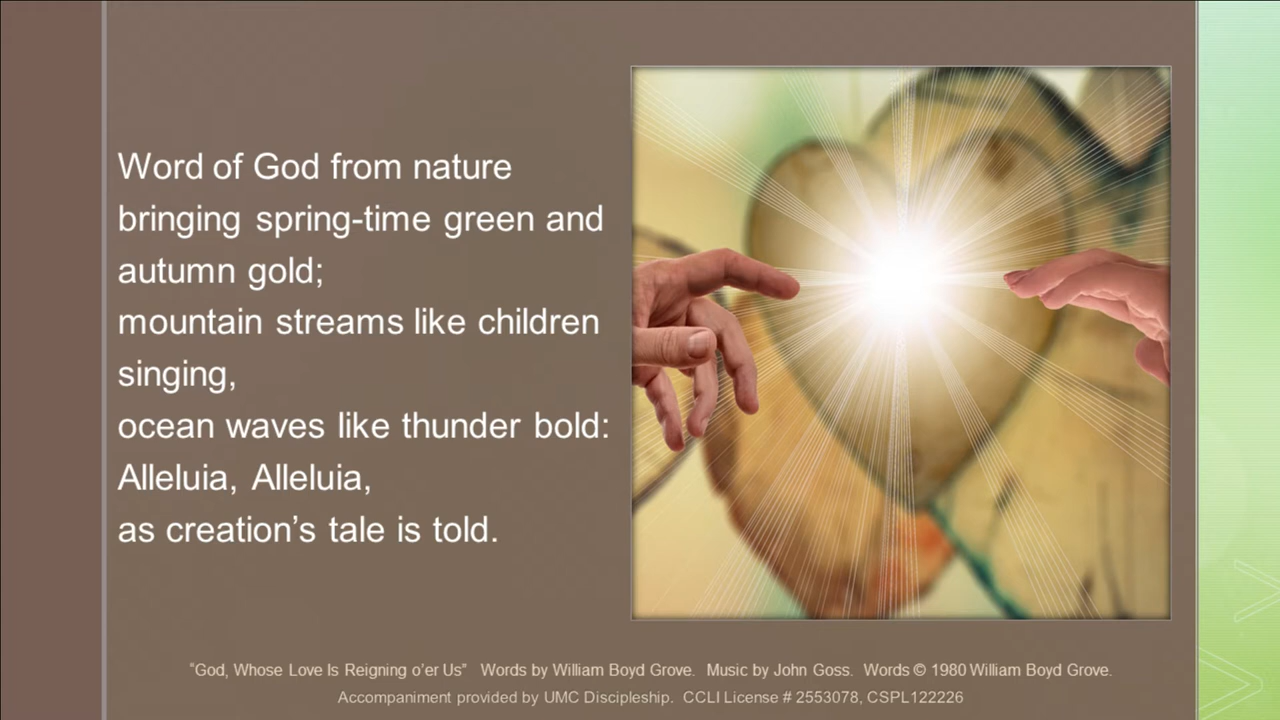 Word of God from nature
bringing spring-time green and
autumn gold;
mountain streams like children
singing,
ocean waves like thunder bold:
Alleluia, Alleluia,
as creation’s tale is told.
“God, Whose Love Is Reigning o’er Us” Words by William Boyd Grove. Music by John Goss. Words © 1980 William Boyd Grove.
Accompaniment provided by UMC Discipleship. CCLI License # 2553078, CSPL122226